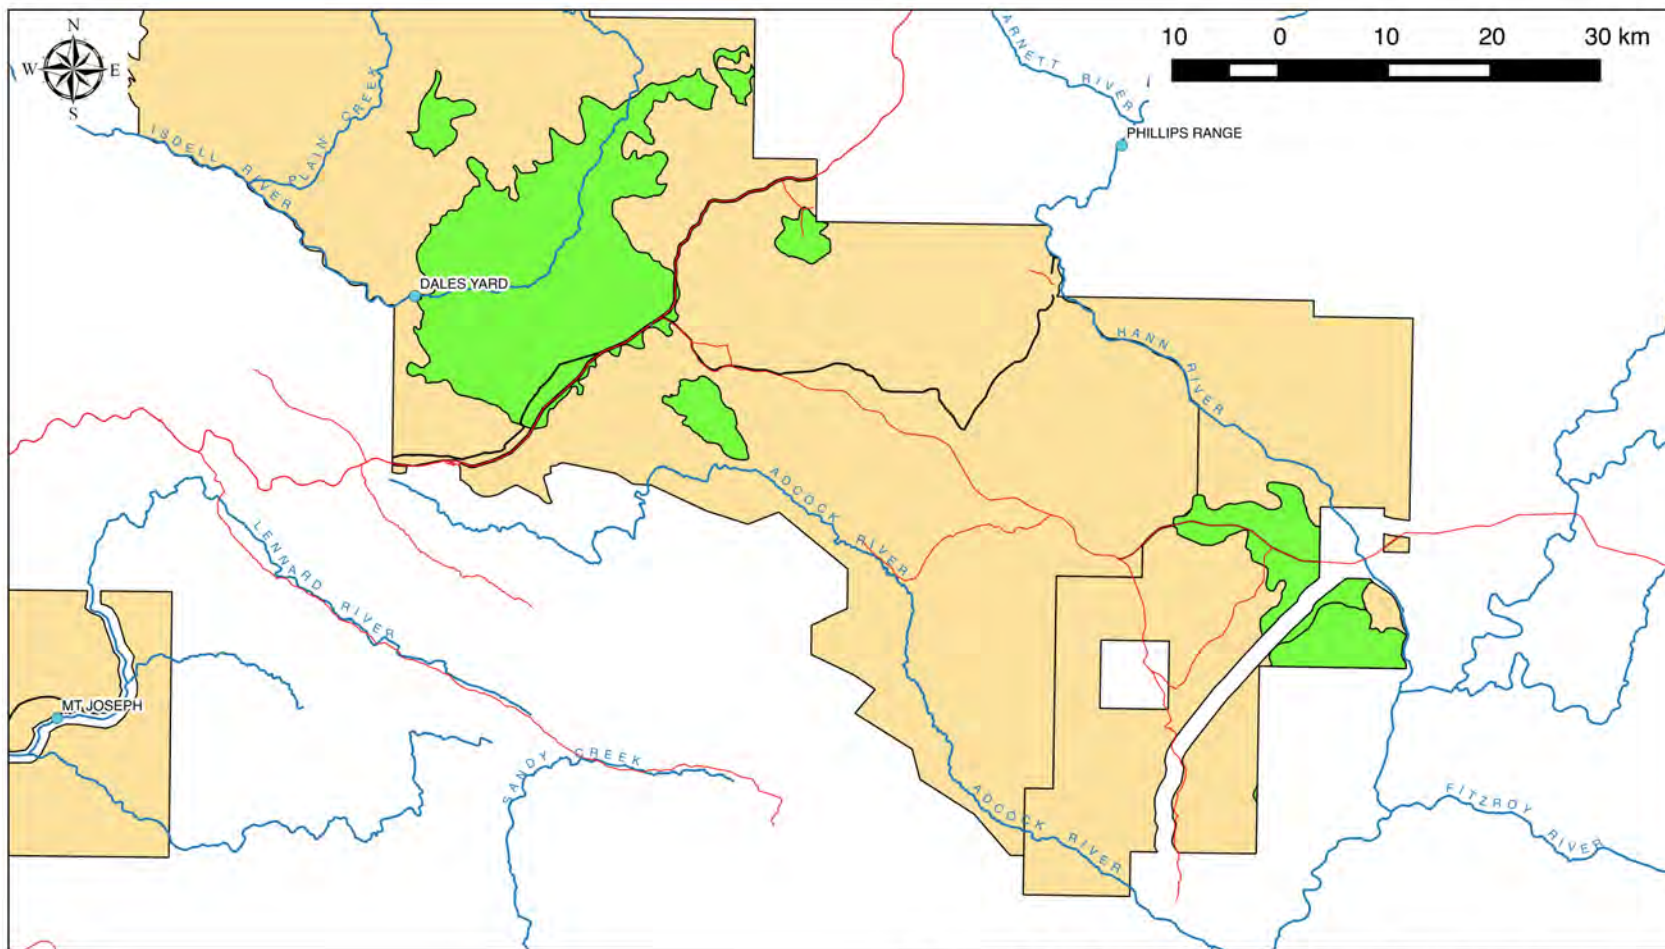 N
W E
S
10 0 10 20 30 km
ARNETT RIVER
PHILLIPS RANGE
ISDELL RIVER
PLAIN CREEK
DALES YARD
HANN RIVER
ADCOCK RIVER
LENNARD RIVER
MT JOSEPH
SANDY CREEK
ADCOCK RIVER
FITZROY RIVER